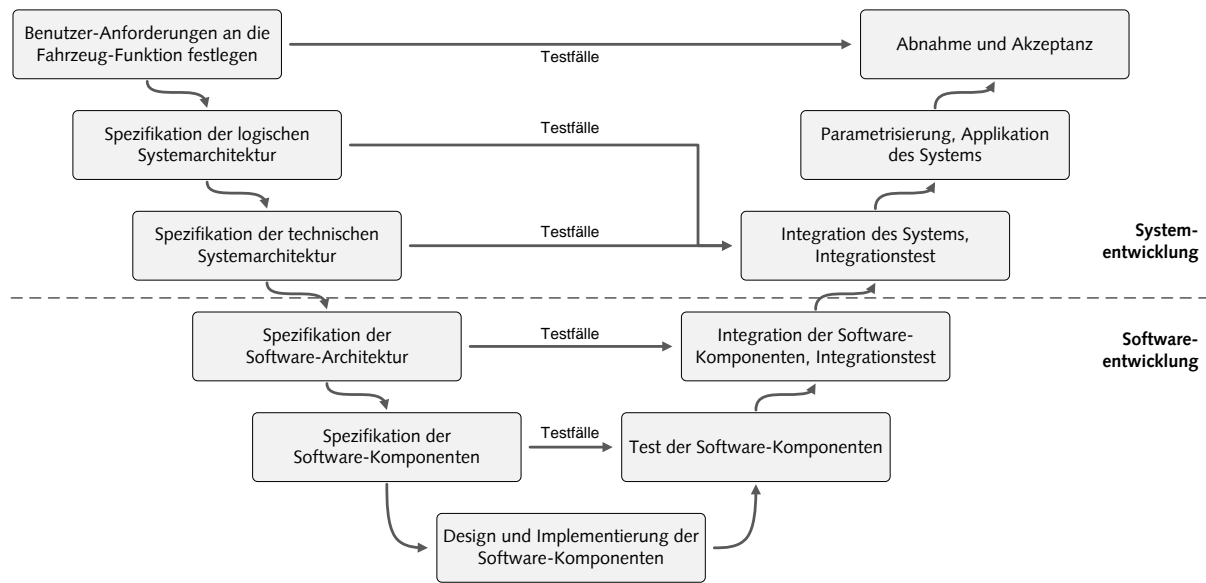 Benutzer-Anforderungen an die
Fahrzeug-Funktion festlegen
Testfälle
Abnahme und Akzeptanz
Spezifikation der logischen
Systemarchitektur
Testfälle
Parametrisierung, Applikation
des Systems
Spezifikation der technischen
Systemarchitektur
Testfälle
Integration des Systems,
Integrationstest
System-
entwicklung
Spezifikation der
Software-Architektur
Testfälle
Integration der Software-
Komponenten, Integrationstest
Software-
entwicklung
Spezifikation der
Software-Komponenten
Testfälle
Test der Software-Komponenten
Design und Implementierung der
Software-Komponenten